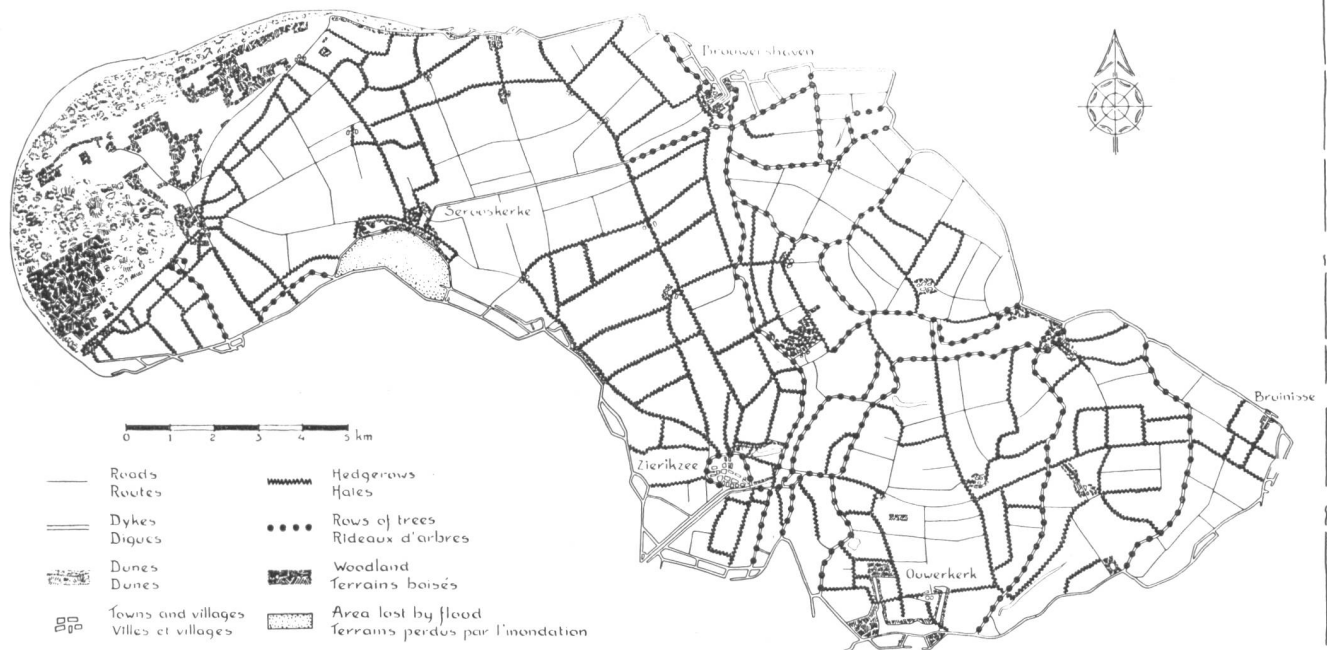 Brouwershaven
Serooskerke
Bruinisse
Zierikzee
Ouwerkerk
0 1 2 3 4 5 km
Roads
Routes
Dykes
Digues
Dunes
Dunes
Towns and villages
Villes et villages
Hedgerows
Haies
Rows of trees
Rideaux d'arbres
Woodland
Terrains boisés
Area lost by flood
Terrains perdus par l'inondation